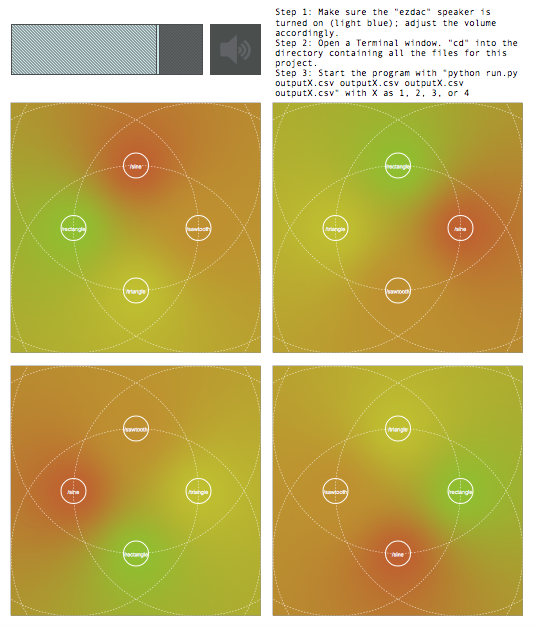 Step 1: Make sure the "ezdac" speaker is
turned on (light blue); adjust the volume
accordingly.
Step 2: Open a Terminal window. "cd" into the
directory containing all the files for this
project.
Step 3: Start the program with "python run.py
outputX.csv outputX.csv outputX.csv
outputX.csv" with X as 1, 2, 3, or 4
/sine
/rectangle
/sawtooth
/triangle
/rectangle
/triangle
/sine
/sawtooth
/sawtooth
/sine
/triangle
/rectangle
/triangle
/sawtooth
/rectangle
/sine